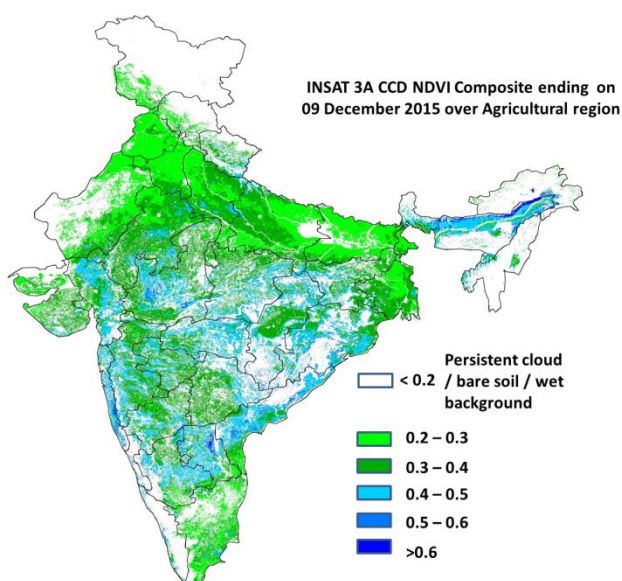 INSAT 3A CCD NDVI Composite ending on
09 December 2015 over Agricultural region
< 0.2 Persistent cloud
/ bare soil / wet
background
0.2 – 0.3
0.3 – 0.4
0.4 – 0.5
0.5 – 0.6
>0.6